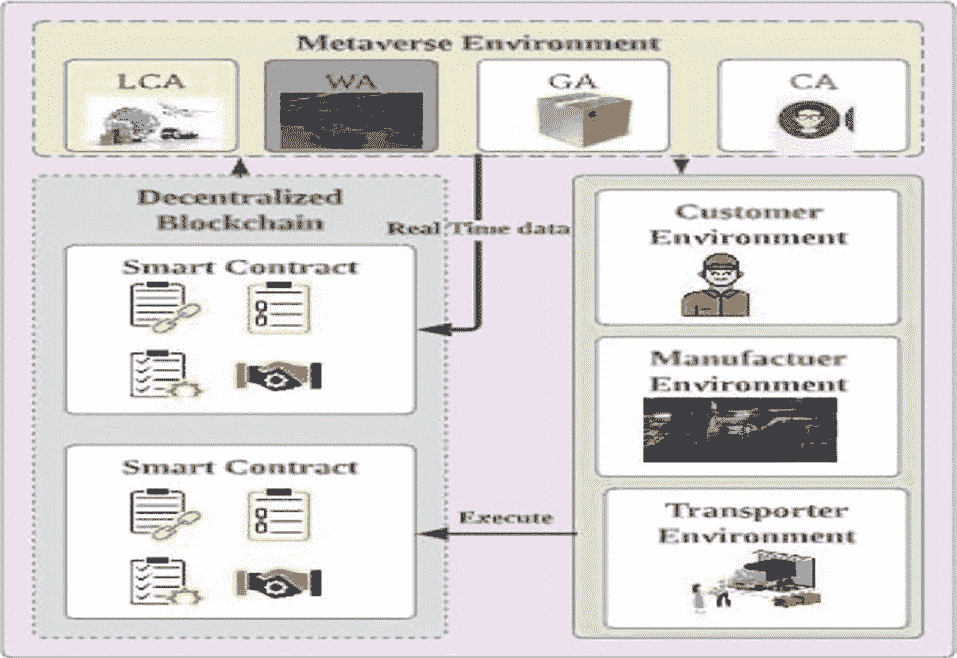 Metaverse Environment
LCA
WA
GA
CA
Decentralized
Blockchain
Real Time data
Smart Contract
Smart Contract
Execute
Customer
Environment
Manufactuer
Environment
Transporter
Environment